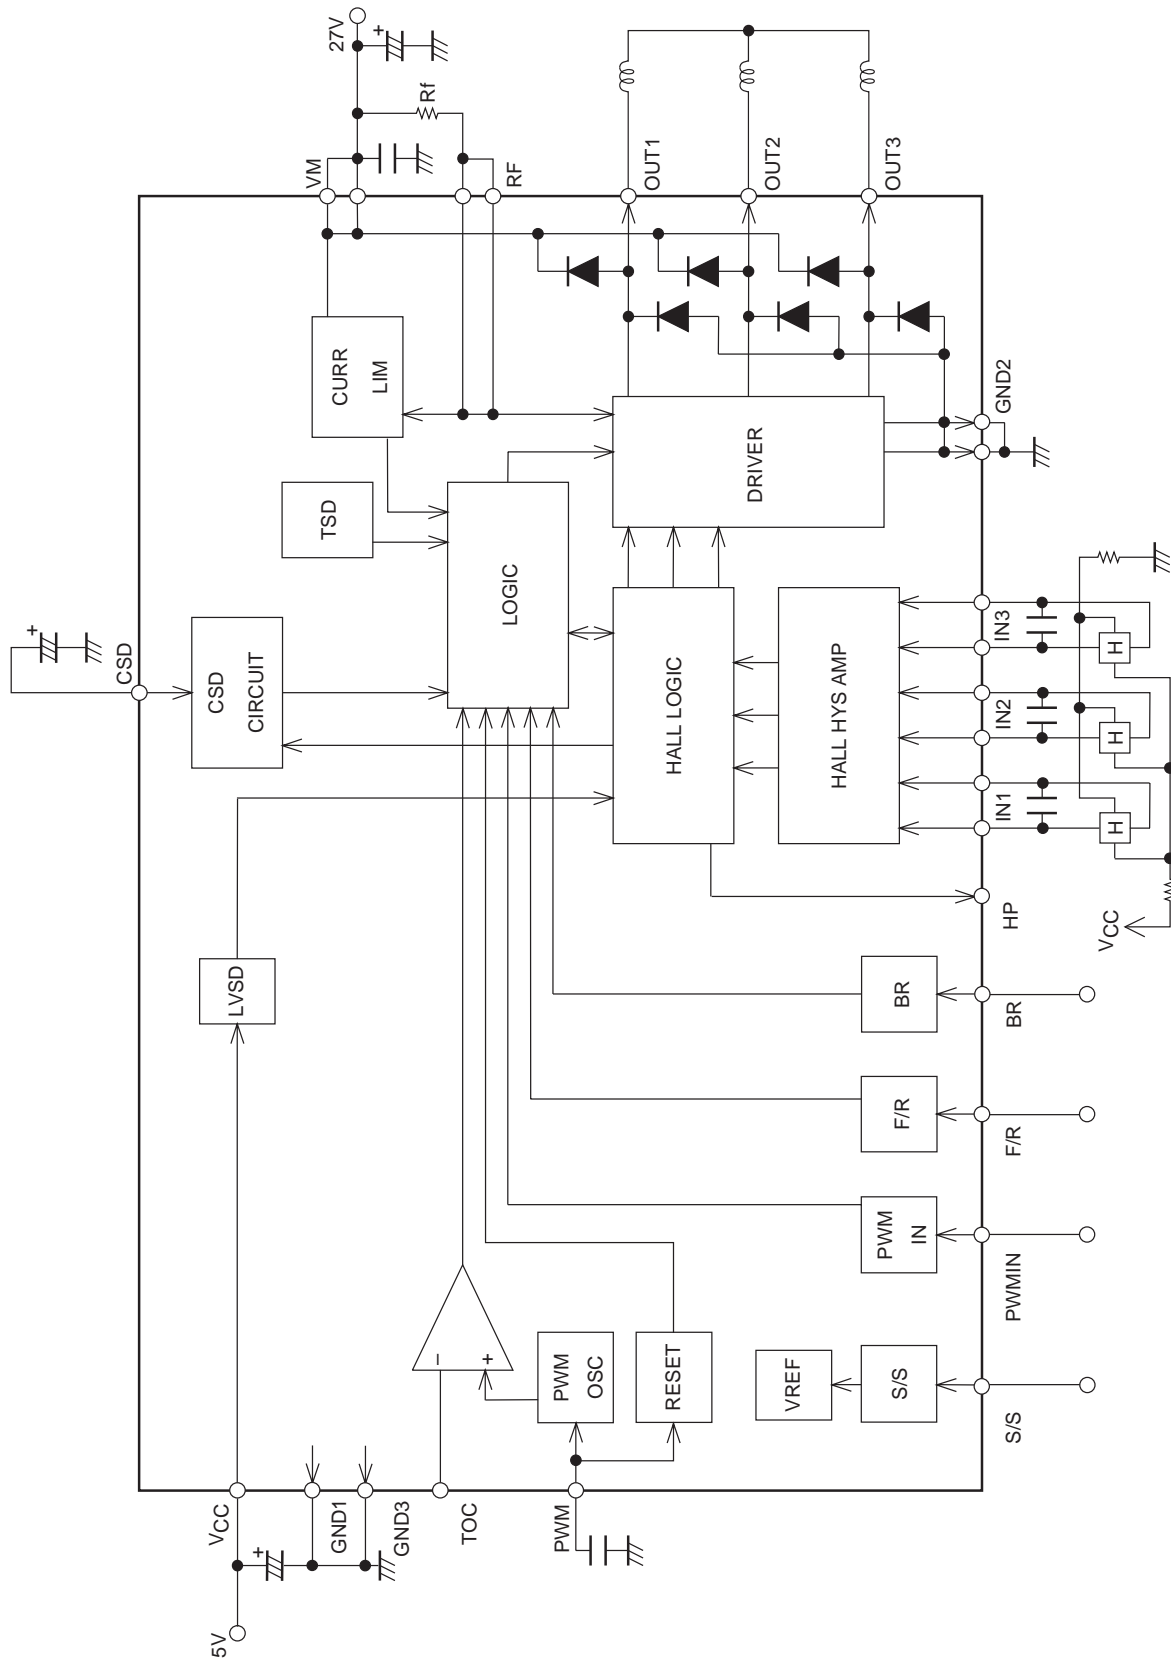 +
CSD
5V
VCC
+
LVSD
CSD
CIRCUIT
GND1
TSD
VM
27V
+
CURR
LIM
GND3
Rf
TOC
–
+
LOGIC
RF
PWM
PWM
OSC
RESET
HALL LOGIC
OUT1
DRIVER
OUT2
VREF
HALL HYS AMP
OUT3
S/S
PWM
IN
F/R
BR
S/S
PWMIN
F/R
BR
HP
IN1
IN2
IN3
GND2
VCC
H
H
H